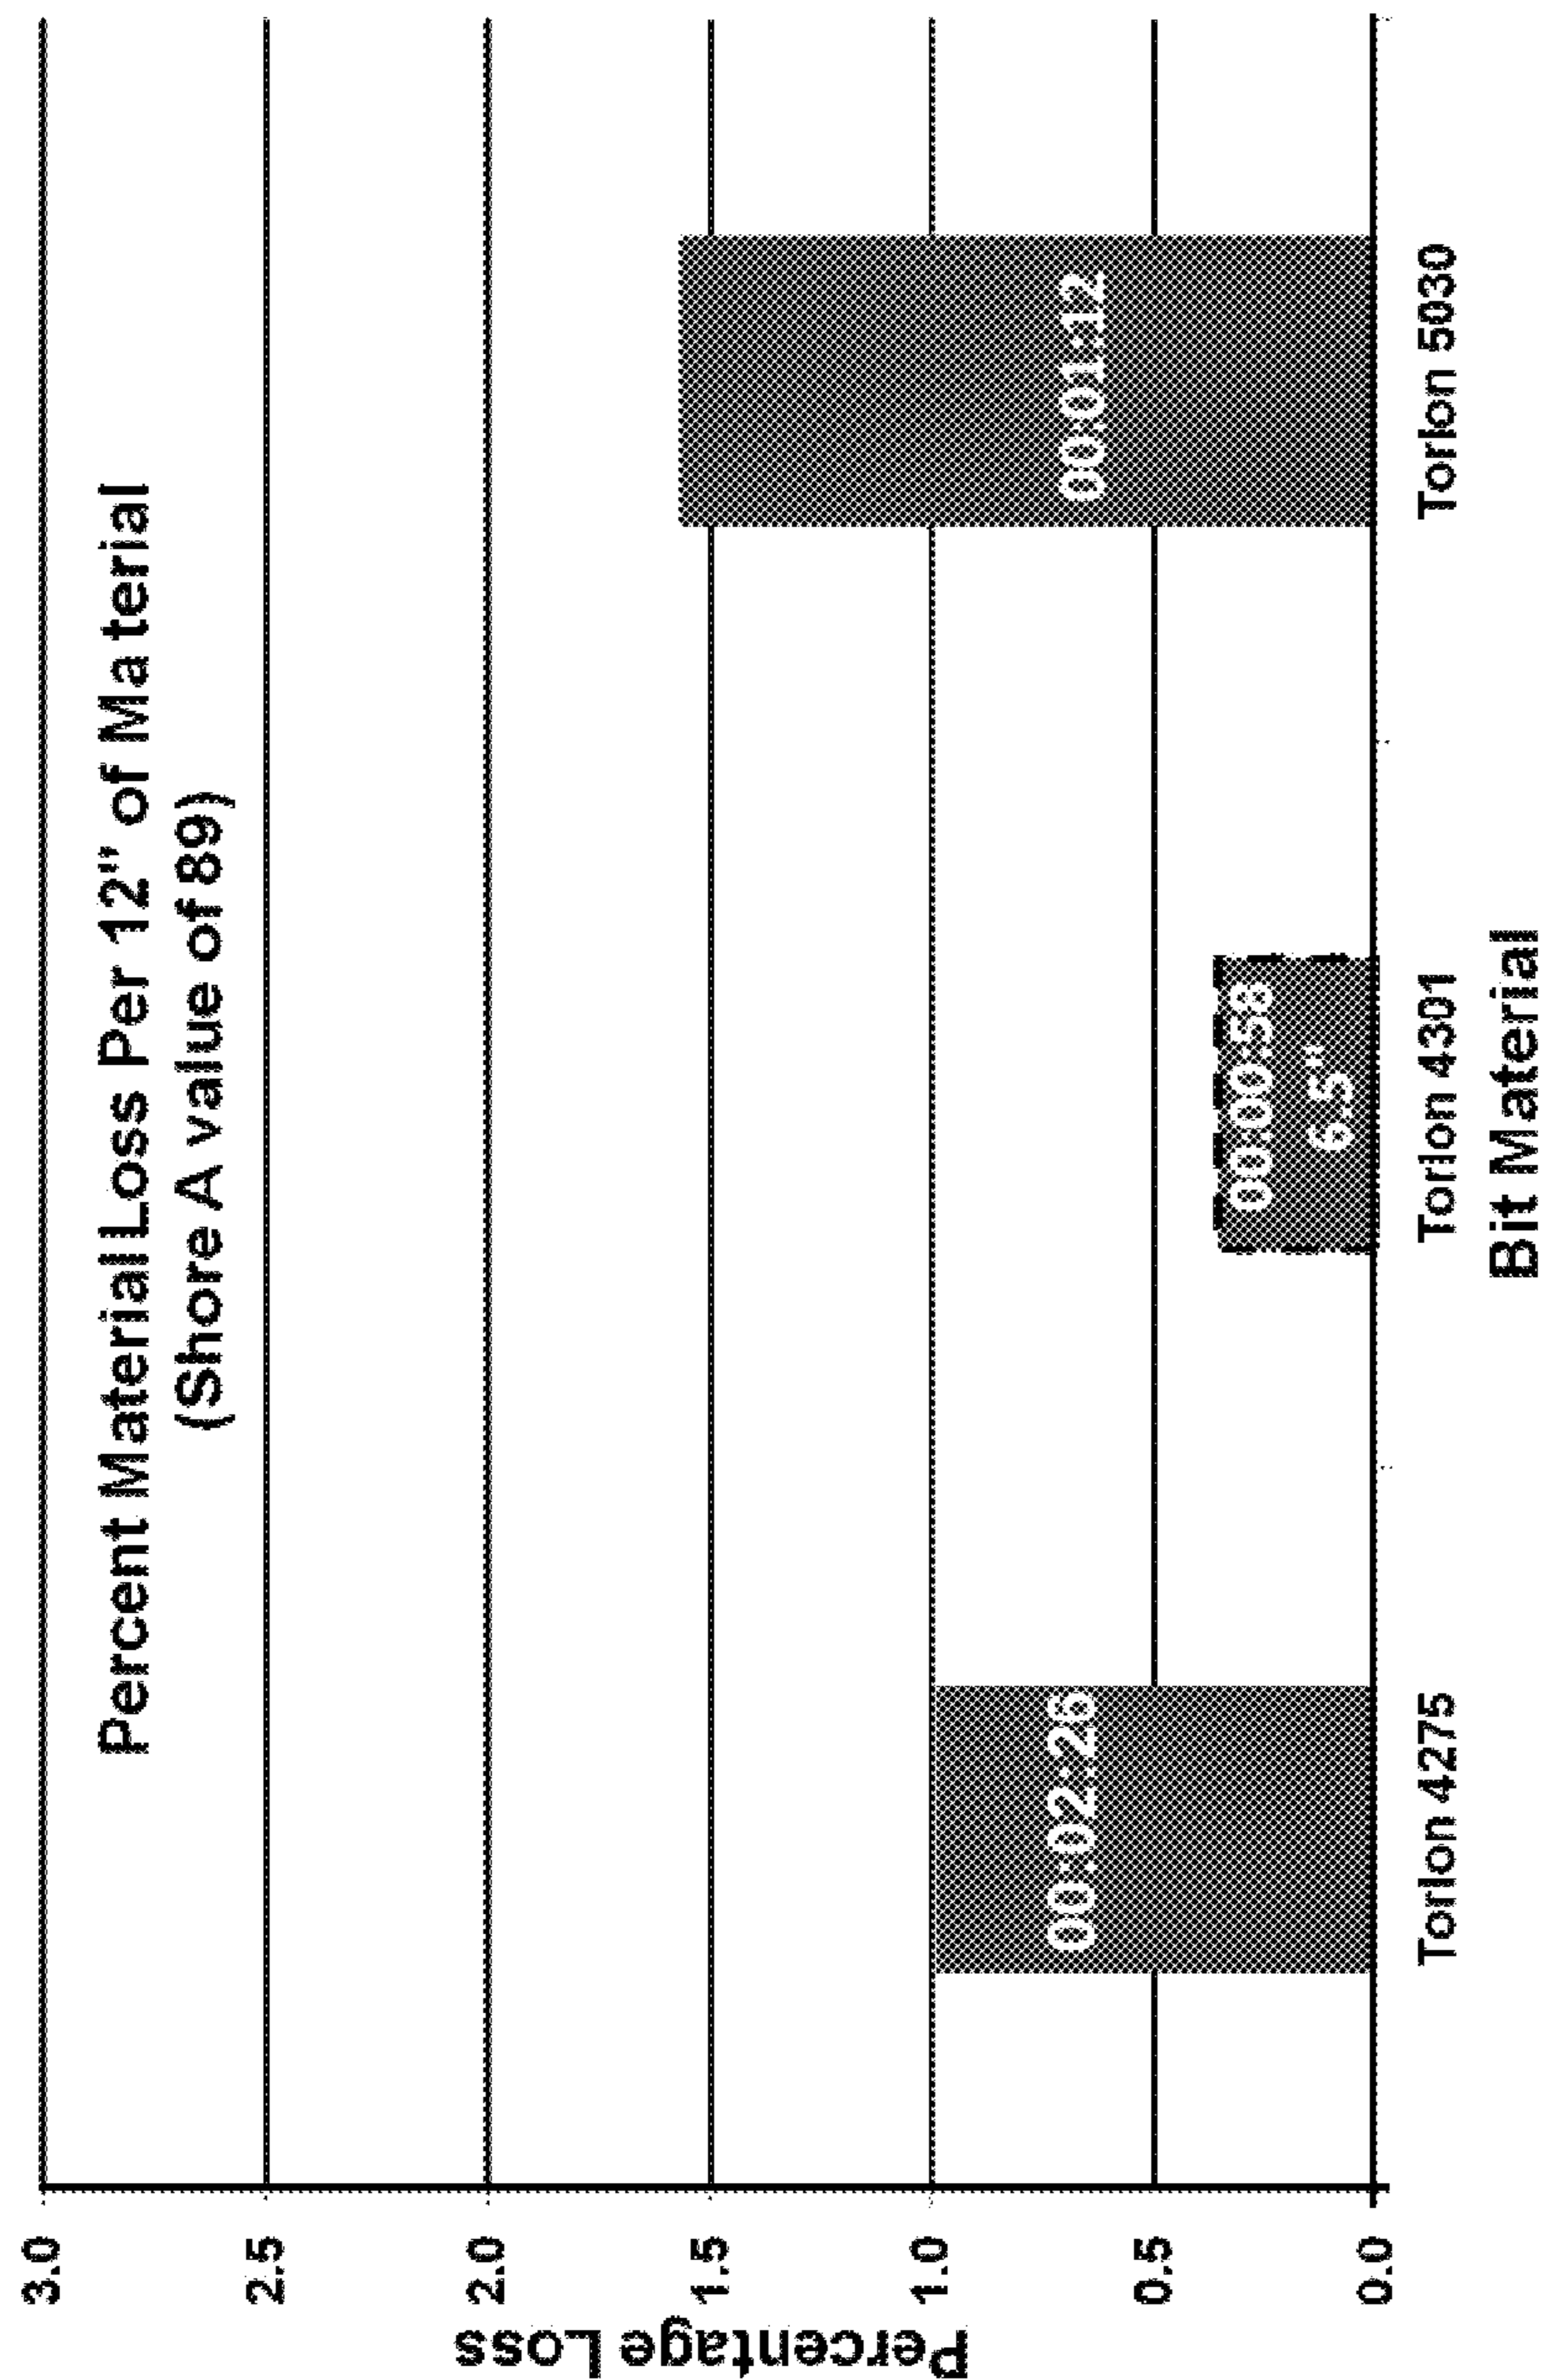 Percent Material Loss Per 12" of Material
(Shore A value of 89)
Percentage Loss
3.0
2.5
2.0
1.5
1.0
0.5
0.0
00:02:26
00:00:58
6.5"
00:01:12
Torlon 4275
Torlon 4301
Torlon 5030
Bit Material